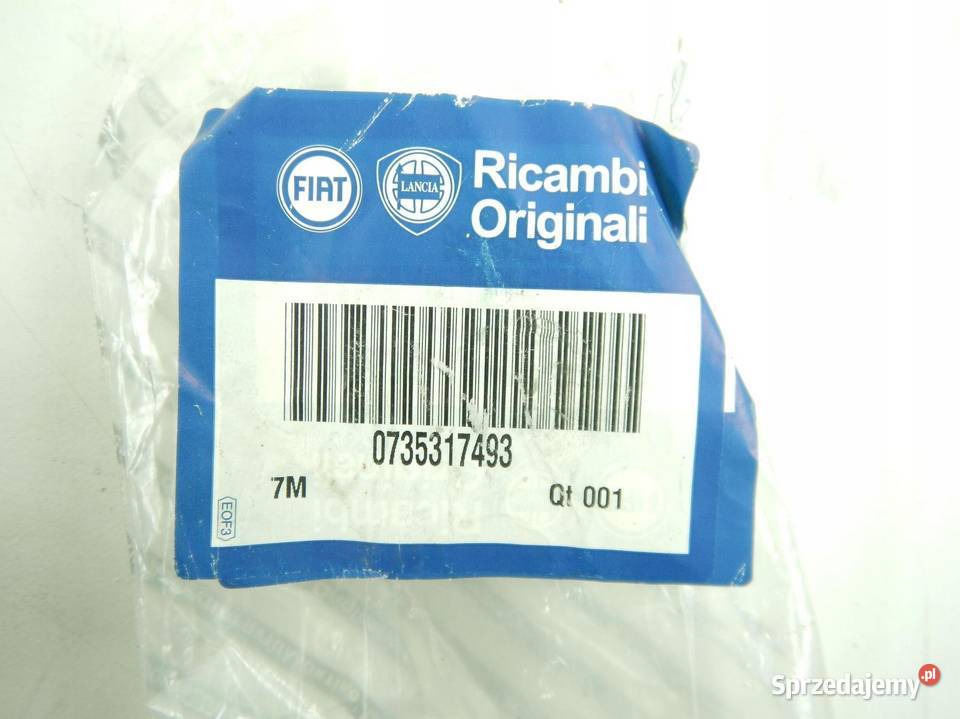 FIAT
LANCIA
Ricambi
Originali
0735317493
7M
Qt 001
EOF3
Sprzedajemy.pl